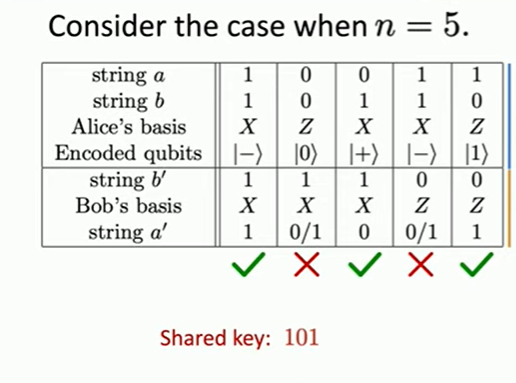 Consider the case when n = 5.
string a 1 0 0 1 1
string b 1 0 1 1 0
Alice's basis X Z X X Z
Encoded qubits |−⟩ |0⟩ |+⟩ |−⟩ |1⟩
string b′ 1 1 1 0 0
Bob's basis X X X Z Z
string a′ 1 0/1 0 0/1 1
Shared key: 101